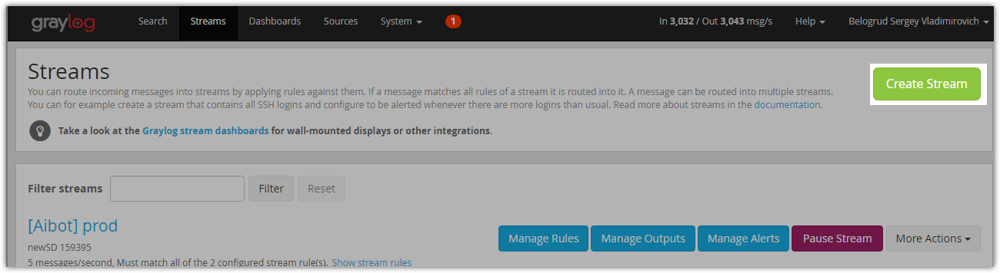 graylog Search Streams Dashboards Sources System 1 In 3,032 / Out 3,043 msg/s Help Belogrud Sergey Vladimirovich
Streams
You can route incoming messages into streams by applying rules against them. If a message matches all rules of a stream it is routed into it. A message can be routed into multiple streams.
You can for example create a stream that contains all SSH logins and configure to be alerted whenever there are more logins than usual. Read more about streams in the documentation.
Create Stream
Take a look at the Graylog stream dashboards for wall-mounted displays or other integrations.
Filter streams Filter Reset
[Aibot] prod
Manage Rules Manage Outputs Manage Alerts Pause Stream More Actions
newSD 159395
5 messages/second, Must match all of the 2 configured stream rule(s). Show stream rules